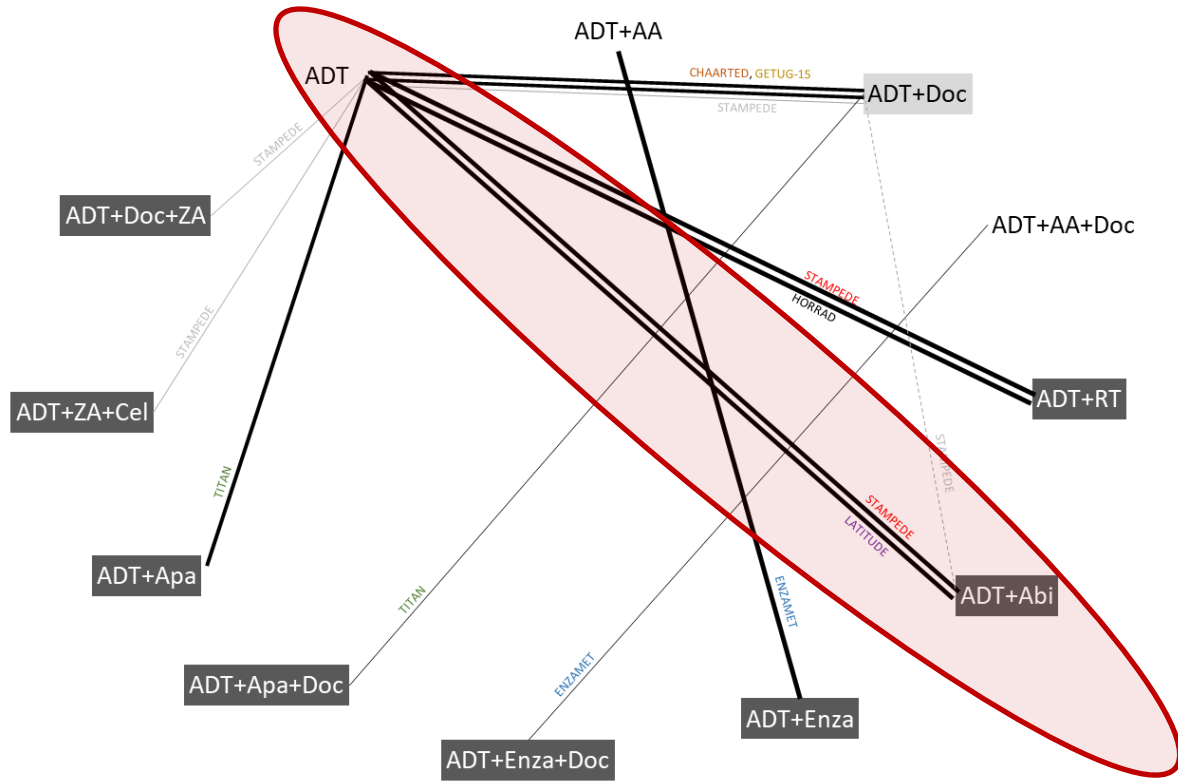 ADT+AA
ADT
CHAARTED, GETUG-15
ADT+Doc
STAMPEDE
STAMPEDE
ADT+Doc+ZA
ADT+AA+Doc
STAMPEDE
HORRAD
STAMPEDE
ADT+RT
ADT+ZA+Cel
STAMPEDE
TITAN
STAMPEDE
LATITUDE
ADT+Apa
ADT+Abi
TITAN
ENZAMET
ENZAMET
ADT+Apa+Doc
ADT+Enza
ADT+Enza+Doc